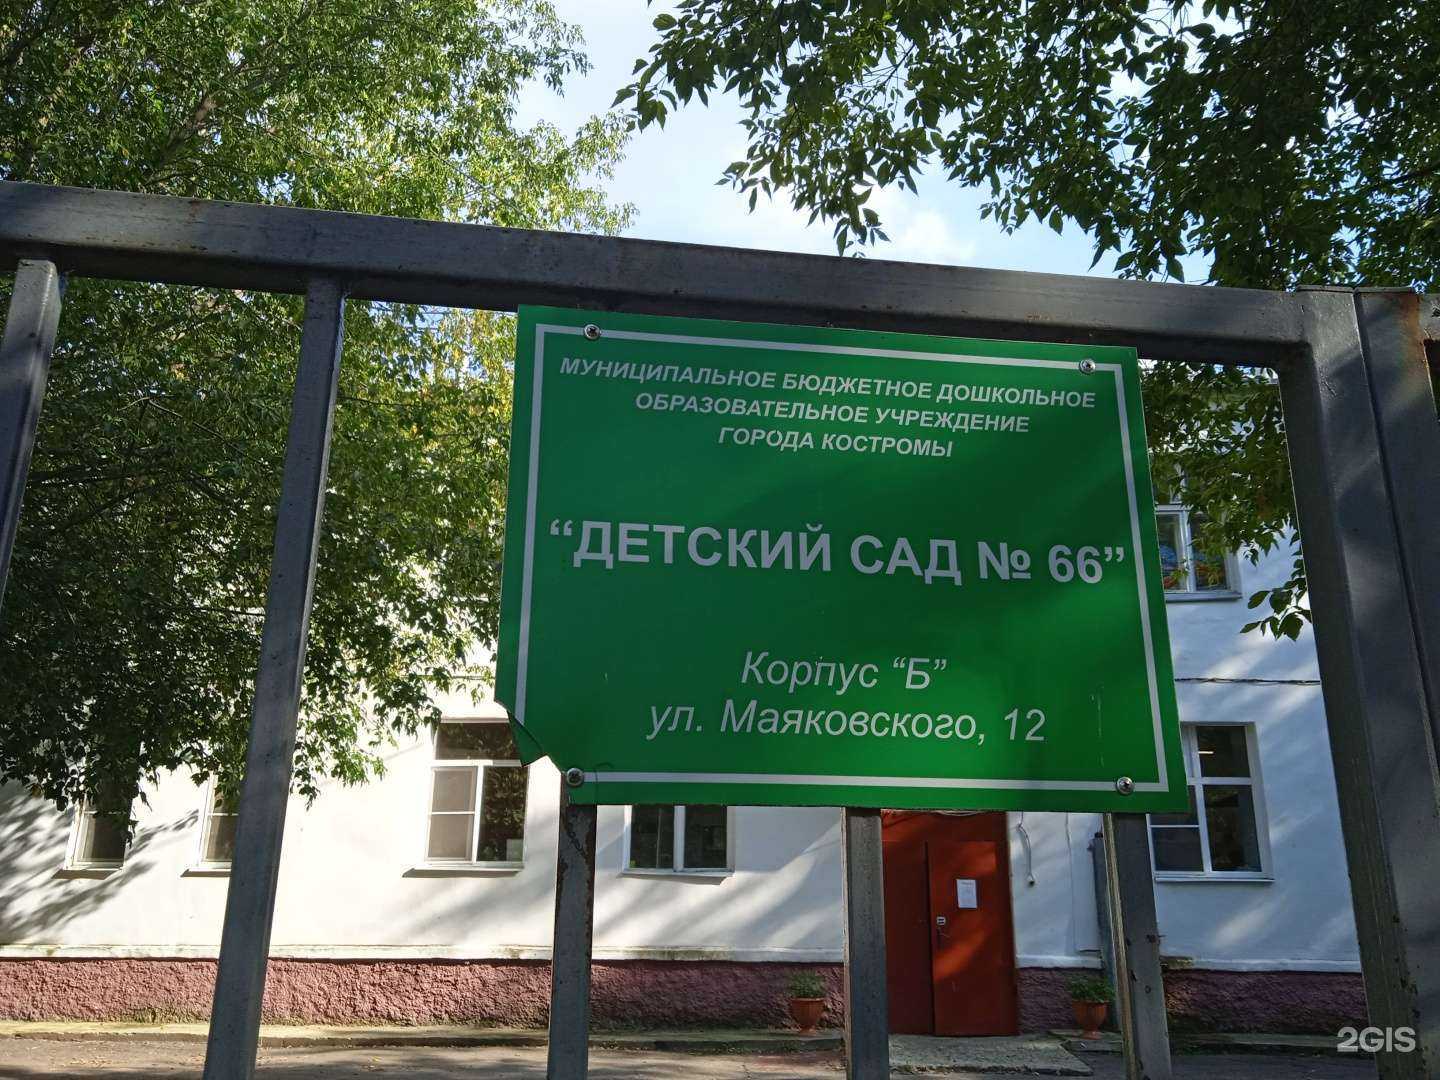 МУНИЦИПАЛЬНОЕ БЮДЖЕТНОЕ ДОШКОЛЬНОЕ
ОБРАЗОВАТЕЛЬНОЕ УЧРЕЖДЕНИЕ
ГОРОДА КОСТРОМЫ
“ДЕТСКИЙ САД № 66”
Корпус “Б”
ул. Маяковского, 12
2GIS